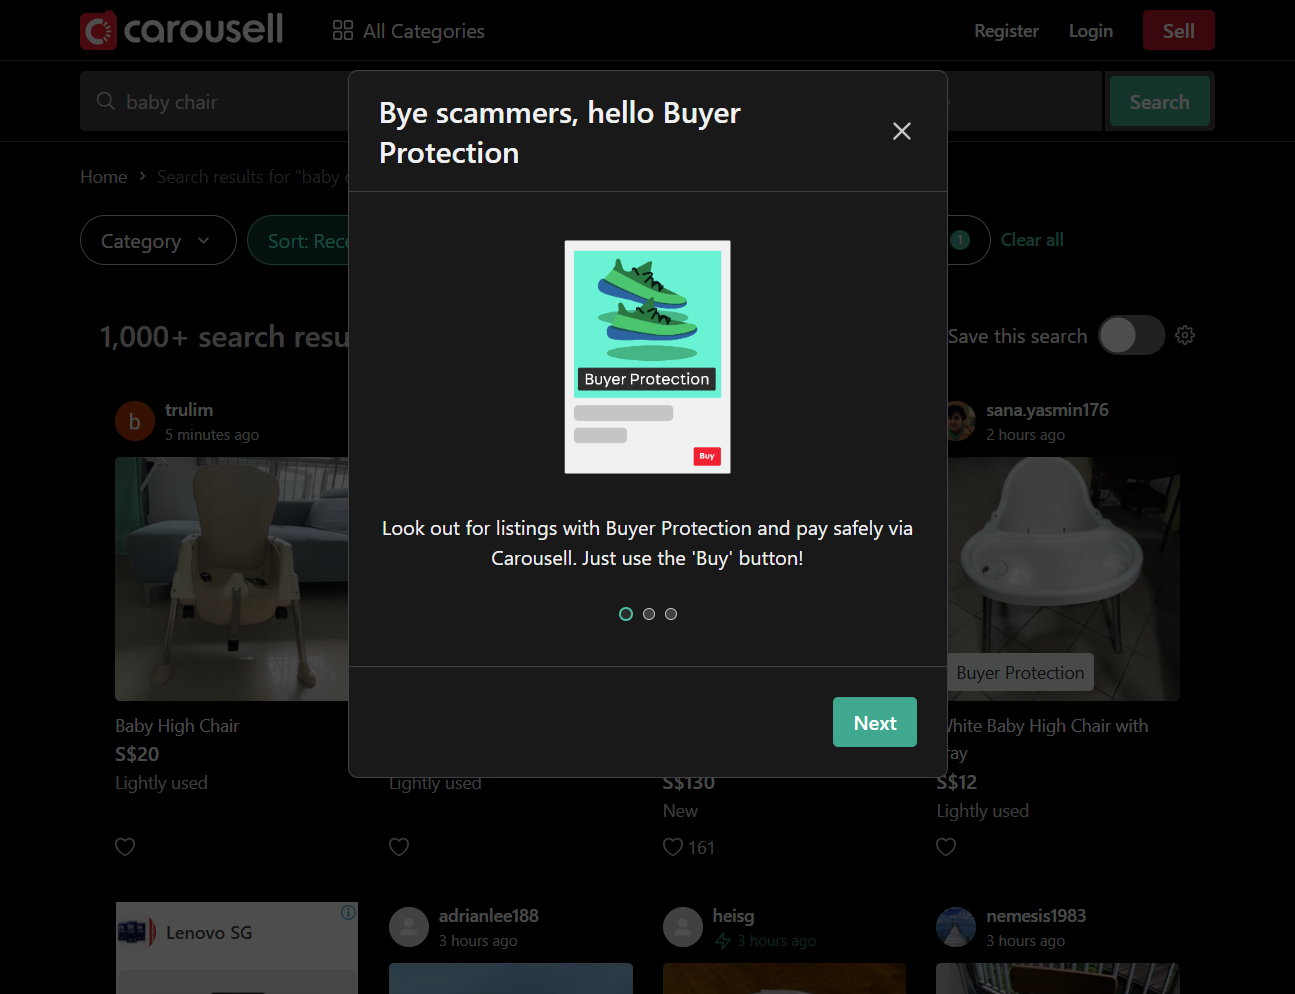 carousell
All Categories
Register
Login
Sell
baby chair
Search
Bye scammers, hello Buyer
Protection
Home
Search results for "baby c
Category
Sort: Rece
1
Clear all
1,000+ search resu
Save this search
Buyer Protection
Buy
Look out for listings with Buyer Protection and pay safely via
Carousell. Just use the 'Buy' button!
Next
b
trulim
5 minutes ago
Baby High Chair
S$20
Lightly used
Lightly used
S$130
New
161
sana.yasmin176
2 hours ago
Buyer Protection
White Baby High Chair with
Tray
S$12
Lightly used
Lenovo SG
adrianlee188
3 hours ago
heisg
3 hours ago
nemesis1983
3 hours ago